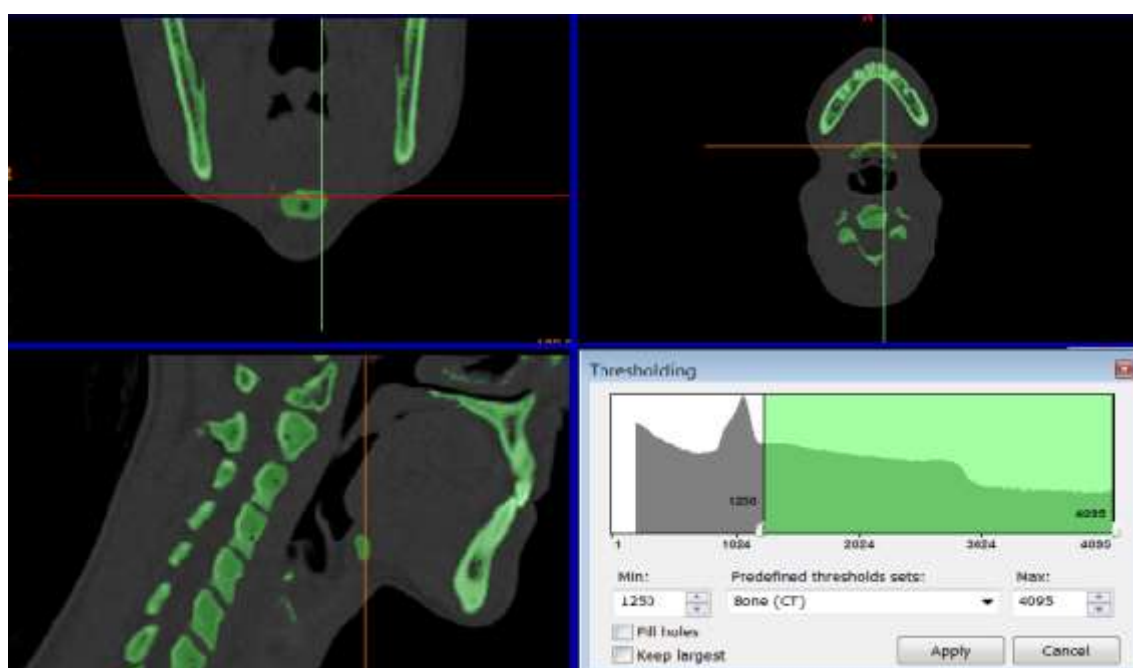 Thresholding
1250
4095
1
1024
2024
3024
4095
Min:
Predefined thresholds sets:
Max:
1250
Bone (CT)
4095
Fill holes
Keep largest
Apply
Cancel